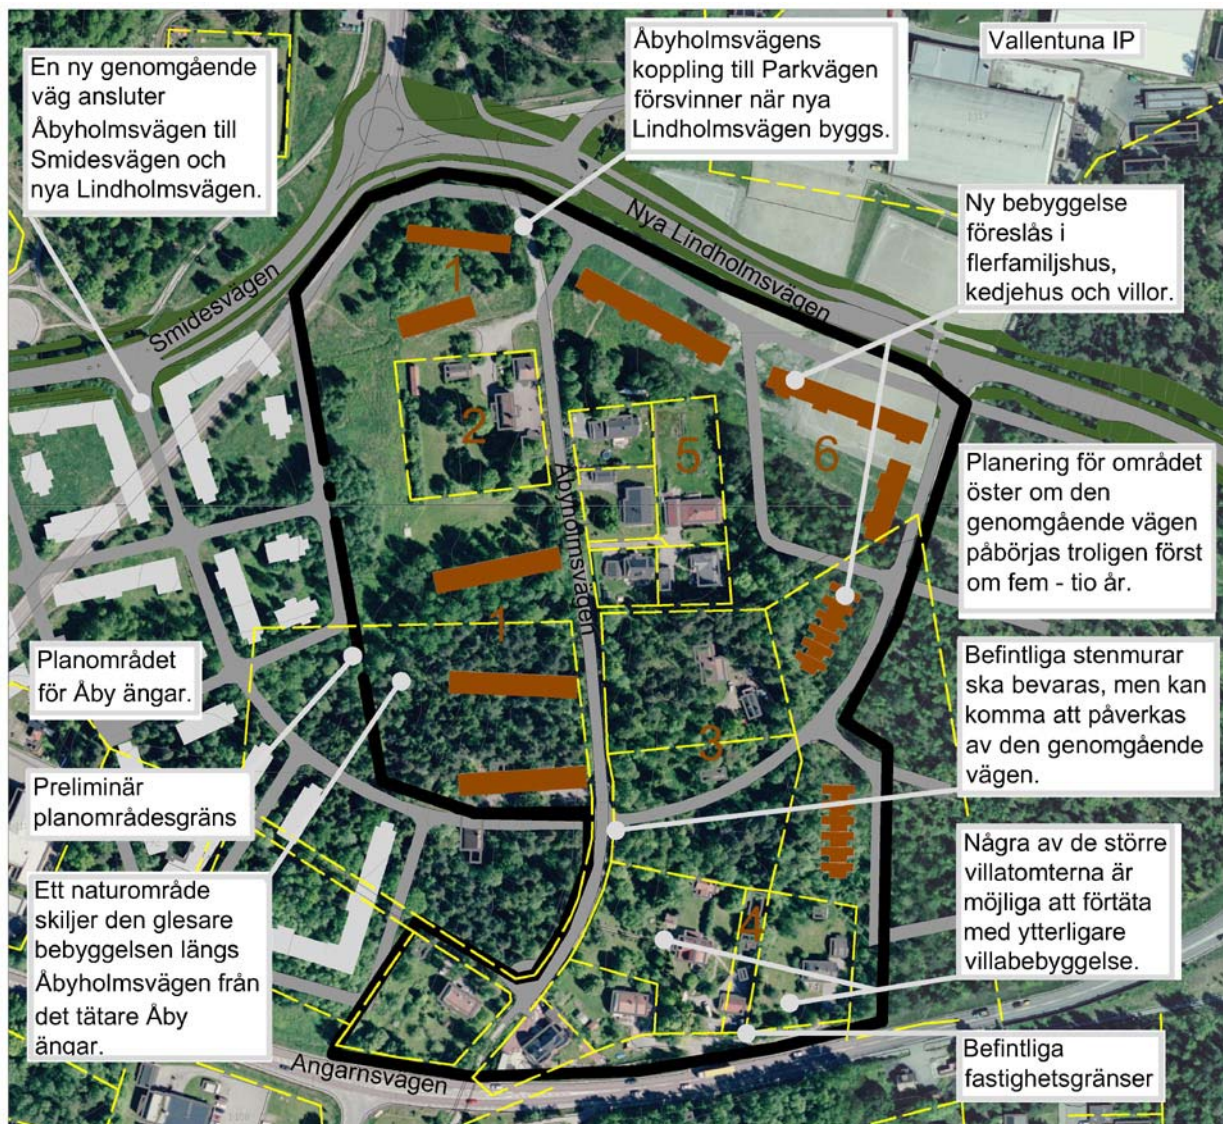 En ny genomgående
väg ansluter
Åbyholmsvägen till
Smidesvägen och
nya Lindholmsvägen.
Åbyholmsvägens
koppling till Parkvägen
försvinner när nya
Lindholmsvägen byggs.
Vallentuna IP
Ny bebyggelse
föreslås i
flerfamiljshus,
kedjehus och villor.
Nya Lindholmsvägen
Smidesvägen
1
2
5
6
Åbyholmsvägen
Planering för området
öster om den
genomgående vägen
påbörjas troligen först
om fem - tio år.
1
3
Planområdet
för Åby ängar.
Befintliga stenmurar
ska bevaras, men kan
komma att påverkas
av den genomgående
vägen.
Preliminär
planområdesgräns
Några av de större
villatomterna är
möjliga att förtäta
med ytterligare
villabebyggelse.
4
Ett naturområde
skiljer den glesare
bebyggelsen längs
Åbyholmsvägen från
det tätare Åby
ängar.
Angarnsvägen
Befintliga
fastighetsgränser